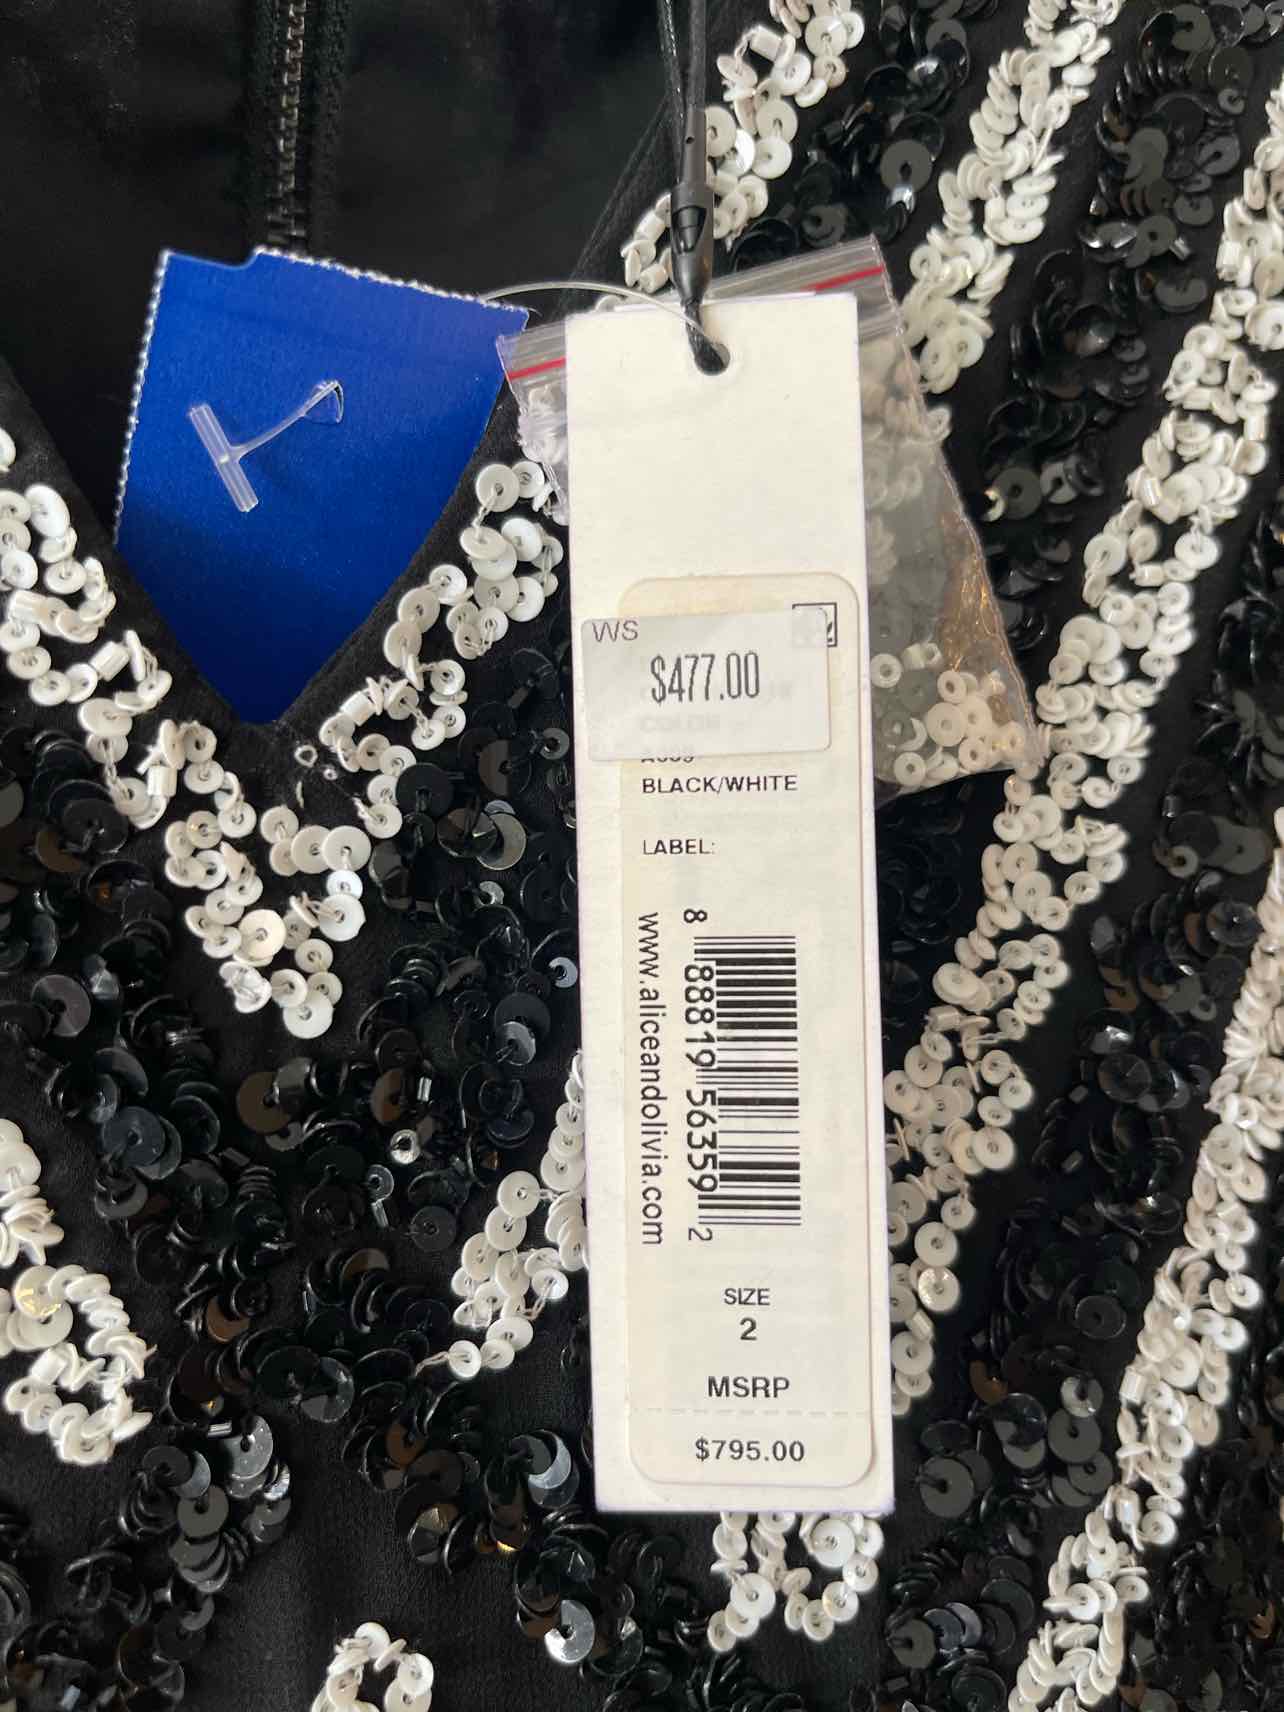 WS
$477.00
COLOR
BLACK/WHITE
LABEL:
8 88819 56359 2
www.aliceandolivia.com
SIZE
2
MSRP
$795.00